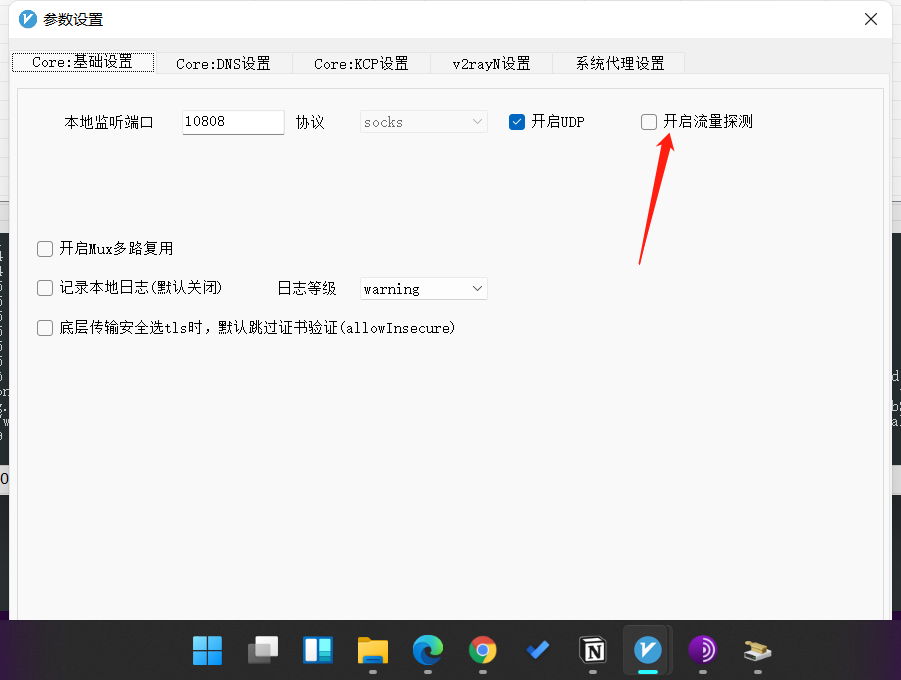 参数设置
Core:基础设置 Core:DNS设置 Core:KCP设置 v2rayN设置 系统代理设置
本地监听端口 10808 协议 socks 开启UDP 开启流量探测
开启Mux多路复用
记录本地日志(默认关闭) 日志等级 warning
底层传输安全选tls时，默认跳过证书验证(allowInsecure)